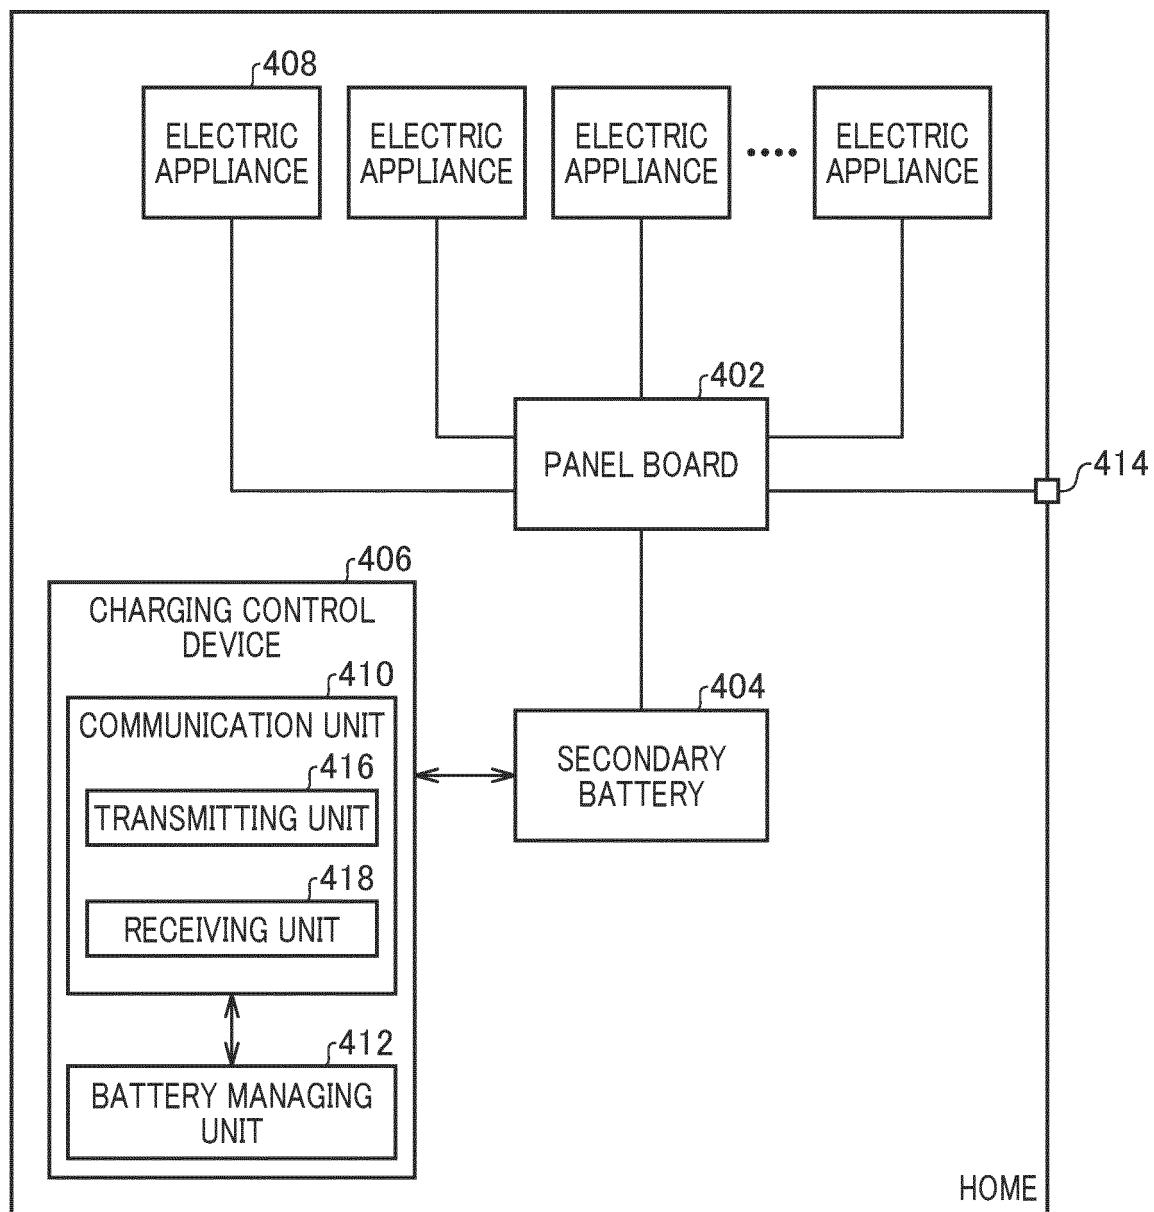 408
ELECTRIC
APPLIANCE
ELECTRIC
APPLIANCE
ELECTRIC
APPLIANCE
••••
ELECTRIC
APPLIANCE
402
PANEL BOARD
414
406
CHARGING CONTROL
DEVICE
410
COMMUNICATION UNIT
416
TRANSMITTING UNIT
418
RECEIVING UNIT
412
BATTERY MANAGING
UNIT
404
SECONDARY
BATTERY
HOME